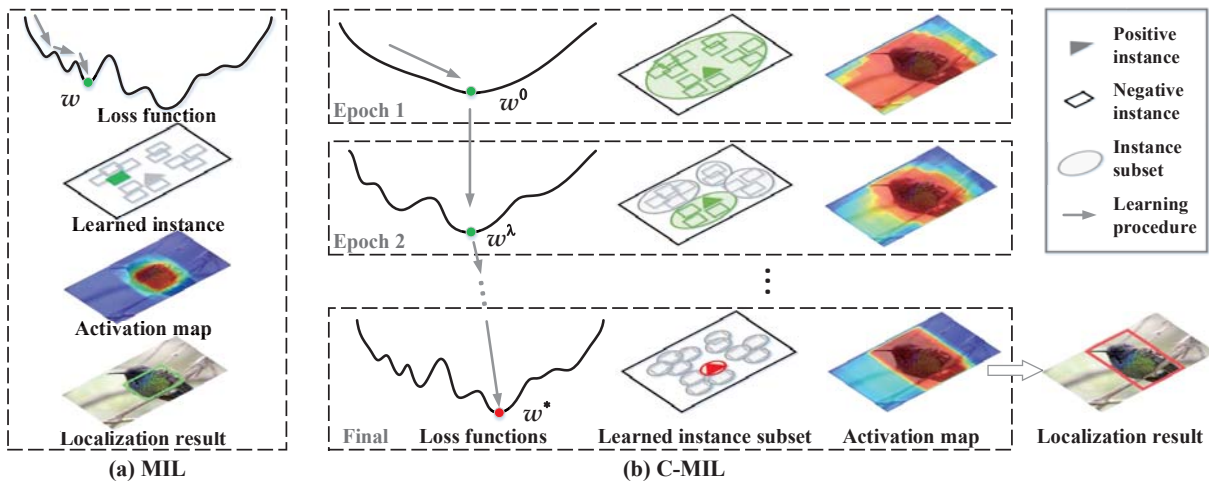 w
Loss function
Learned instance
Activation map
Localization result
(a) MIL
w⁰
Epoch 1
w^λ
Epoch 2
⋮
w*
Final
Loss functions
Learned instance subset
Activation map
Localization result
(b) C-MIL
Positive
instance
Negative
instance
Instance
subset
Learning
procedure